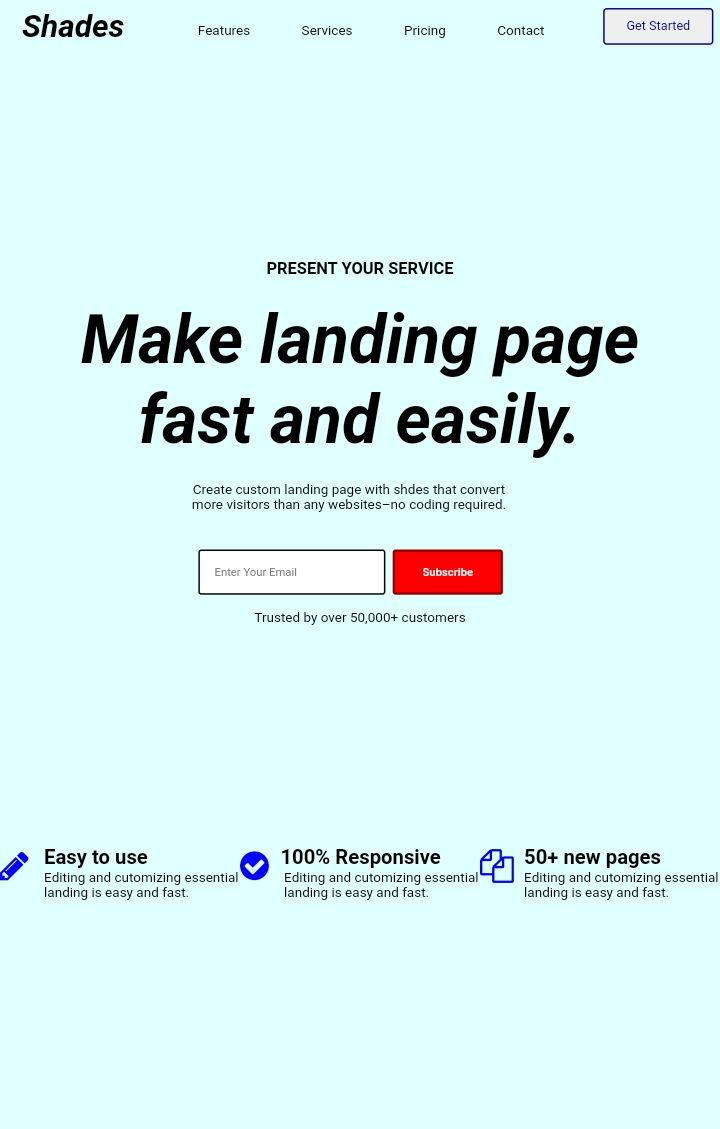 Shades
Features
Services
Pricing
Contact
Get Started
PRESENT YOUR SERVICE
Make landing page
fast and easily.
Create custom landing page with shdes that convert
more visitors than any websites–no coding required.
Enter Your Email
Subscribe
Trusted by over 50,000+ customers
Easy to use
Editing and cutomizing essential
landing is easy and fast.
100% Responsive
Editing and cutomizing essential
landing is easy and fast.
50+ new pages
Editing and cutomizing essential
landing is easy and fast.